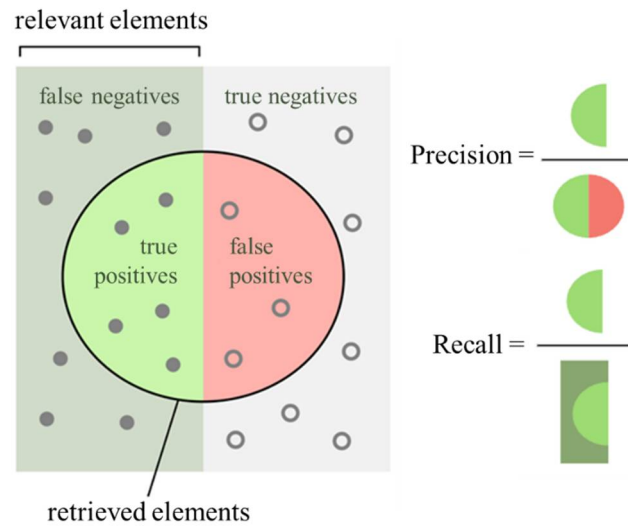 relevant elements
false negatives
true negatives
true
positives
false
positives
retrieved elements
Precision =
Recall =